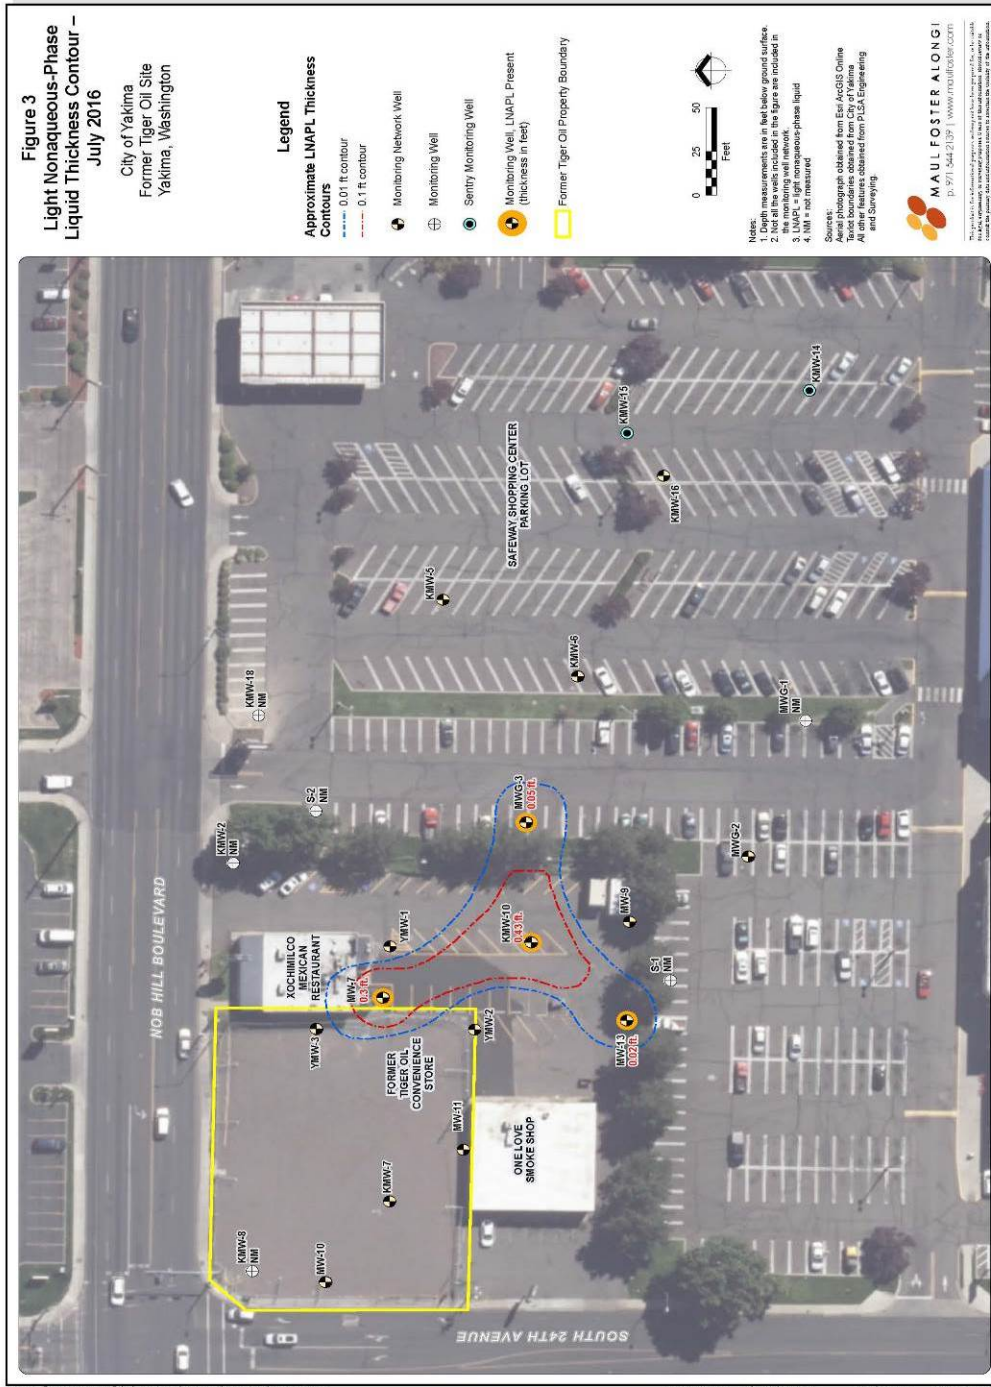 Figure 3
Light Nonaqueous-Phase
Liquid Thickness Contour –
July 2016
City of Yakima
Former Tiger Oil Site
Yakima, Washington
Legend
Approximate LNAPL Thickness
Contours
0.01 ft contour
0.1 ft contour
Monitoring Network Well
Monitoring Well
Sentry Monitoring Well
Monitoring Well, LNAPL Present
(thickness in feet)
Former Tiger Oil Property Boundary
0 25 50
Feet
Notes:
1. Depth measurements are in feet below ground surface.
2. Not all the wells included in the figure are included in
the monitoring well network.
3. LNAPL = light nonaqueous-phase liquid
4. NM = not measured
Sources:
Aerial photograph obtained from Esri ArcGIS Online
Taxlot boundaries obtained from City of Yakima
All other features obtained from PLSA Engineering
and Surveying.
MAUL FOSTER ALONGI
p. 971 544 2139 | www.maulfoster.com
NOB HILL BOULEVARD
SOUTH 24TH AVENUE
KMW-8
NM
MW-10
KMW-7
MW-11
YMW-3
YMW-2
FORMER
TIGER OIL
CONVENIENCE
STORE
ONE LOVE
SMOKE SHOP
XOCHIMILCO
MEXICAN
RESTAURANT
MW-7
0.3 ft.
YMW-1
KMW-10
0.43 ft.
MW-13
0.02 ft.
MW-9
S-1
NM
MWG-3
0.05 ft.
MWG-2
KMW-2
NM
S-2
NM
KMW-18
NM
MWG-1
NM
KMW-6
KMW-5
SAFEWAY SHOPPING CENTER
PARKING LOT
KMW-16
KMW-15
KMW-14